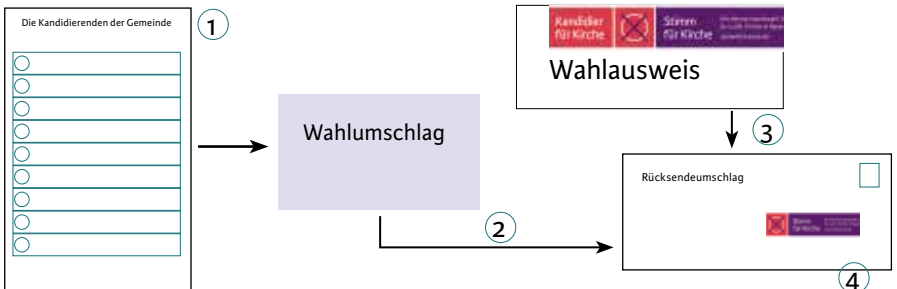 Die Kandidierenden der Gemeinde
1
Kandidier
für Kirche
Stimm
für Kirche
Wahlausweis
Wahlumschlag
3
Rücksendeumschlag
2
Stimm
für Kirche
4